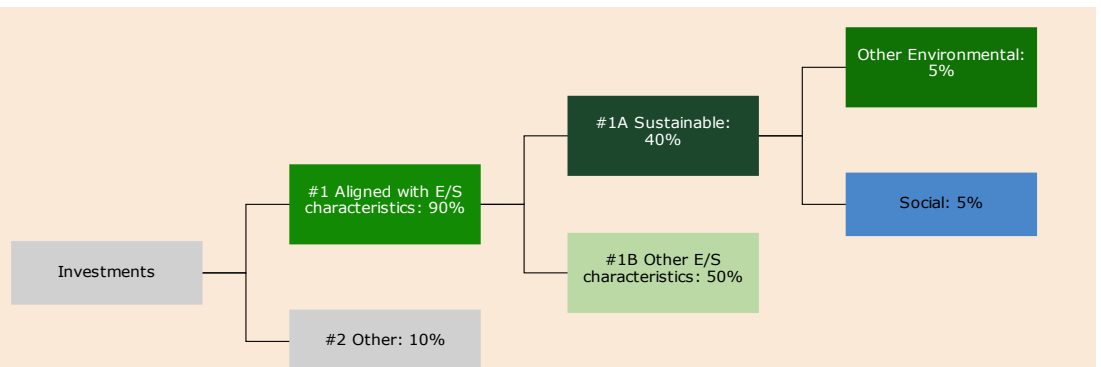 Other Environmental:
5%
#1A Sustainable:
40%
#1 Aligned with E/S
characteristics: 90%
Social: 5%
Investments
#1B Other E/S
characteristics: 50%
#2 Other: 10%